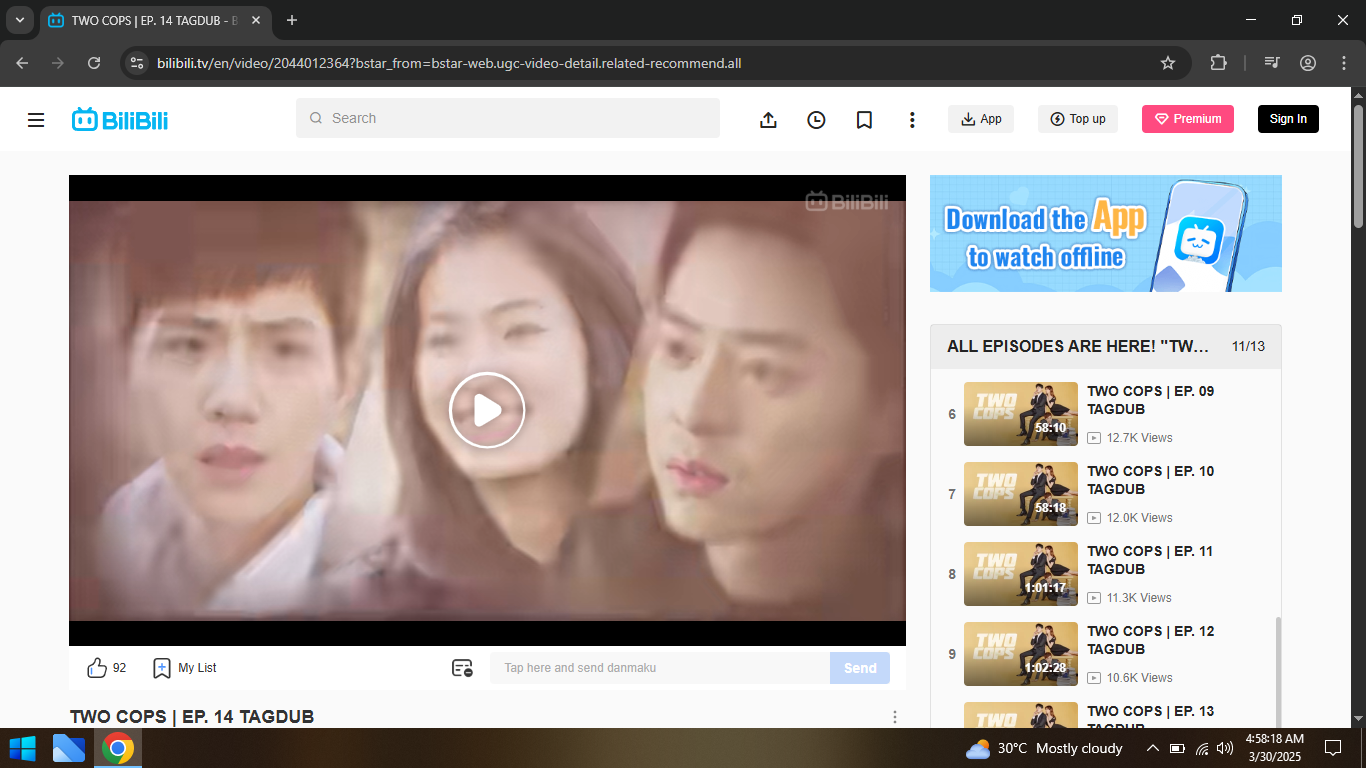 TWO COPS | EP. 14 TAGDUB - B
bilibili.tv/en/video/2044012364?bstar_from=bstar-web.ugc-video-detail.related-recommend.all
BiliBili
Search
App
Top up
Premium
Sign In
BiliBili
Download the App
to watch offline
ALL EPISODES ARE HERE! "TW... 11/13
6
TWO COPS
58:10
TWO COPS | EP. 09
TAGDUB
12.7K Views
7
TWO COPS
58:18
TWO COPS | EP. 10
TAGDUB
12.0K Views
8
TWO COPS
1:01:17
TWO COPS | EP. 11
TAGDUB
11.3K Views
9
TWO COPS
1:02:28
TWO COPS | EP. 12
TAGDUB
10.6K Views
TWO
TWO COPS | EP. 13
TAGDUB
92
My List
Tap here and send danmaku
Send
TWO COPS | EP. 14 TAGDUB
30°C Mostly cloudy
4:58:18 AM
3/30/2025